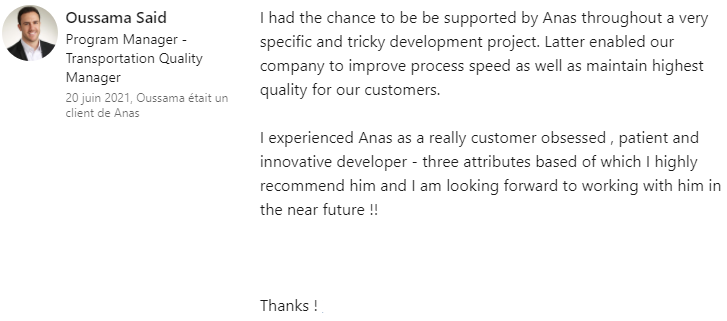 Oussama Said
Program Manager -
Transportation Quality
Manager
20 juin 2021, Oussama était un
client de Anas
I had the chance to be be supported by Anas throughout a very
specific and tricky development project. Latter enabled our
company to improve process speed as well as maintain highest
quality for our customers.
I experienced Anas as a really customer obsessed , patient and
innovative developer - three attributes based of which I highly
recommend him and I am looking forward to working with him in
the near future !!
Thanks !